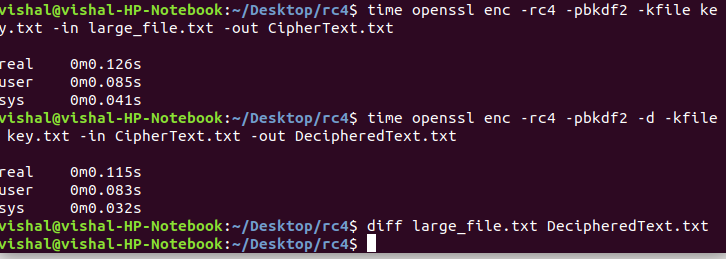 vishal@vishal-HP-Notebook:~/Desktop/rc4$ time openssl enc -rc4 -pbkdf2 -kfile ke
y.txt -in large_file.txt -out CipherText.txt
real 0m0.126s
user 0m0.085s
sys 0m0.041s
vishal@vishal-HP-Notebook:~/Desktop/rc4$ time openssl enc -rc4 -pbkdf2 -d -kfile
key.txt -in CipherText.txt -out DecipheredText.txt
real 0m0.115s
user 0m0.083s
sys 0m0.032s
vishal@vishal-HP-Notebook:~/Desktop/rc4$ diff large_file.txt DecipheredText.txt
vishal@vishal-HP-Notebook:~/Desktop/rc4$